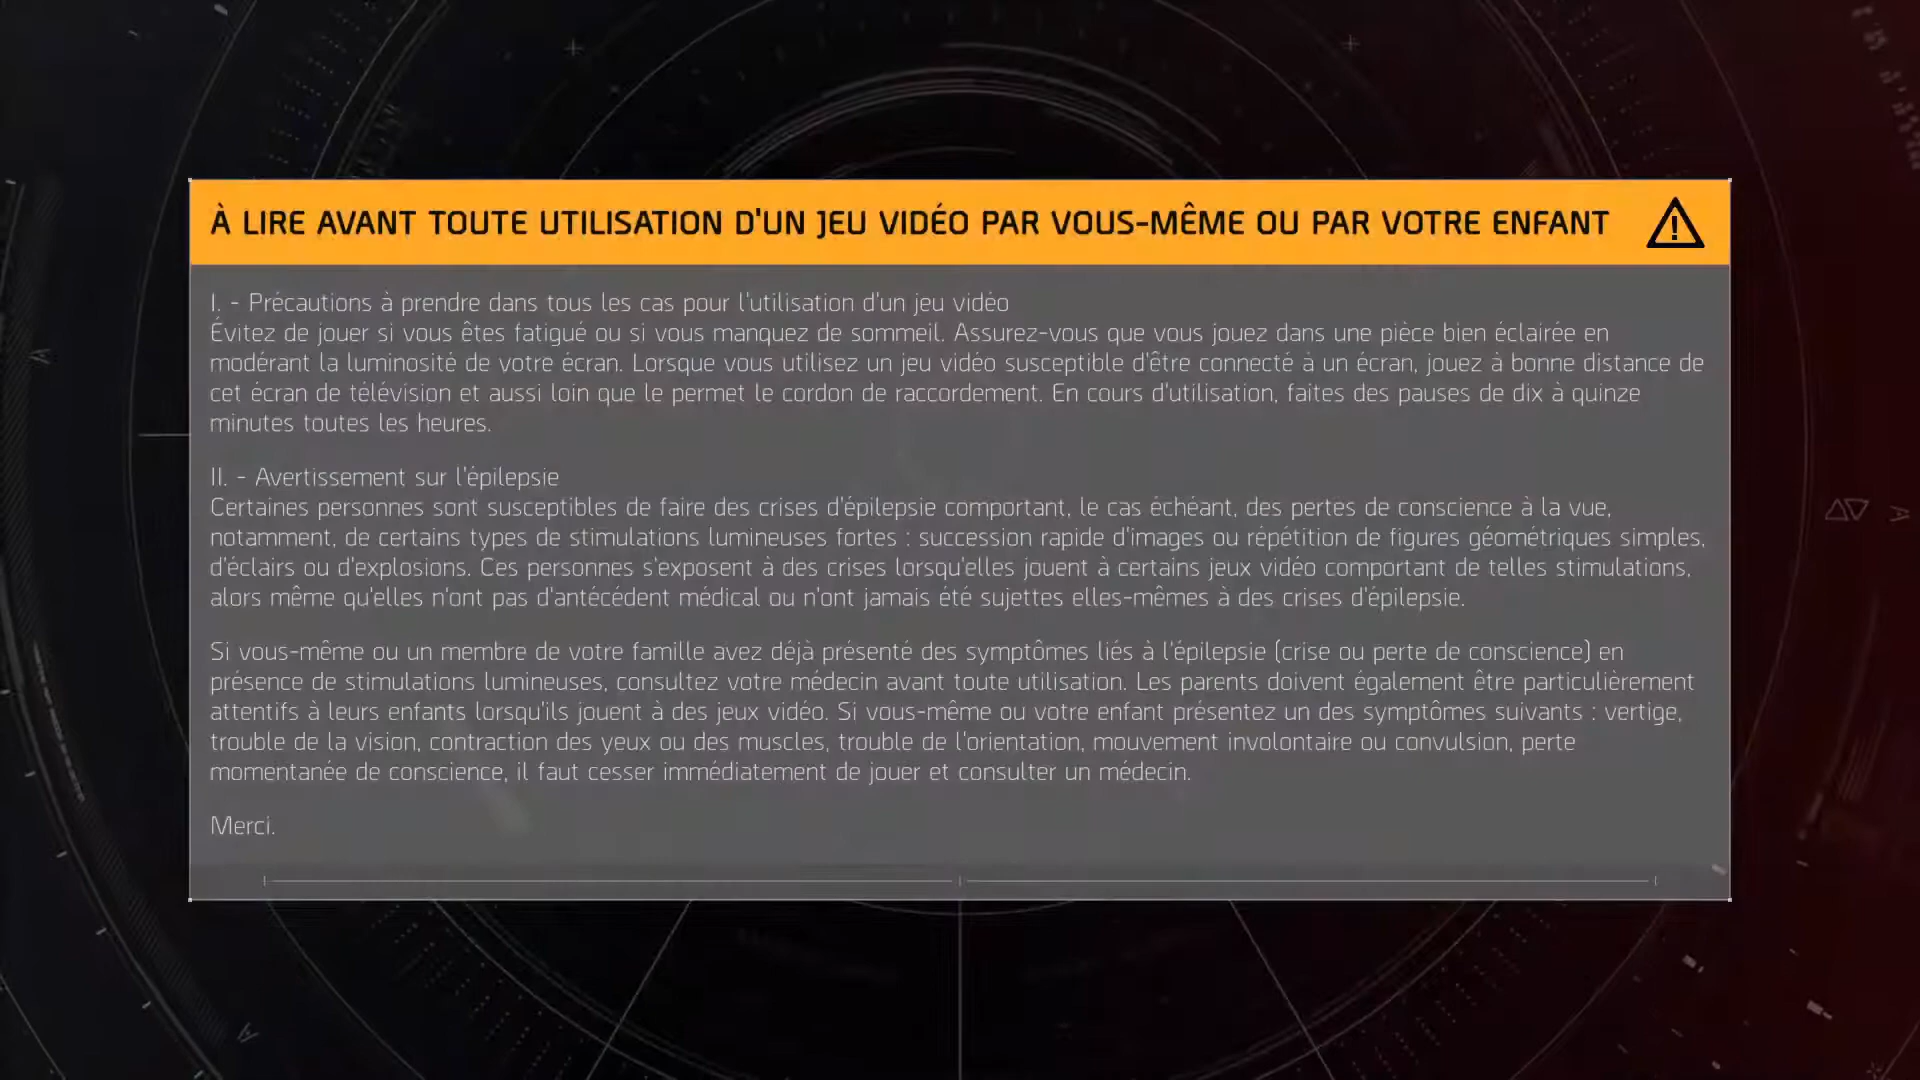 À LIRE AVANT TOUTE UTILISATION D'UN JEU VIDÉO PAR VOUS-MÊME OU PAR VOTRE ENFANT
I. - Précautions à prendre dans tous les cas pour l'utilisation d'un jeu vidéo
Évitez de jouer si vous êtes fatigué ou si vous manquez de sommeil. Assurez-vous que vous jouez dans une pièce bien éclairée en
modérant la luminosité de votre écran. Lorsque vous utilisez un jeu vidéo susceptible d'être connecté à un écran, jouez à bonne distance de
cet écran de télévision et aussi loin que le permet le cordon de raccordement. En cours d'utilisation, faites des pauses de dix à quinze
minutes toutes les heures.
II. - Avertissement sur l'épilepsie
Certaines personnes sont susceptibles de faire des crises d'épilepsie comportant, le cas échéant, des pertes de conscience à la vue,
notamment, de certains types de stimulations lumineuses fortes : succession rapide d'images ou répétition de figures géométriques simples,
d'éclairs ou d'explosions. Ces personnes s'exposent à des crises lorsqu'elles jouent à certains jeux vidéo comportant de telles stimulations,
alors même qu'elles n'ont pas d'antécédent médical ou n'ont jamais été sujettes elles-mêmes à des crises d'épilepsie.
Si vous-même ou un membre de votre famille avez déjà présenté des symptômes liés à l'épilepsie (crise ou perte de conscience) en
présence de stimulations lumineuses, consultez votre médecin avant toute utilisation. Les parents doivent également être particulièrement
attentifs à leurs enfants lorsqu'ils jouent à des jeux vidéo. Si vous-même ou votre enfant présentez un des symptômes suivants : vertige,
trouble de la vision, contraction des yeux ou des muscles, trouble de l'orientation, mouvement involontaire ou convulsion, perte
momentanée de conscience, il faut cesser immédiatement de jouer et consulter un médecin.
Merci.